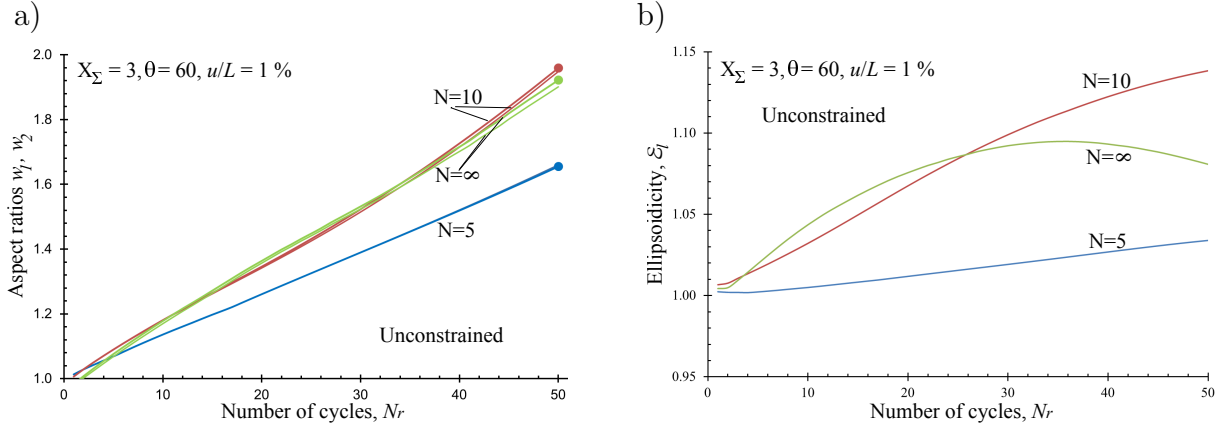 a)
Aspect ratios w_l, w_2
2.0
1.8
1.6
1.4
1.2
1.0
X_Σ = 3, θ = 60, u/L = 1 %
N=10
N=∞
N=5
Unconstrained
0
10
20
30
40
50
Number of cycles, Nr
b)
Ellipsoidicity, ℰ_l
1.15
1.10
1.05
1.00
0.95
X_Σ = 3, θ = 60, u/L = 1 %
Unconstrained
N=10
N=∞
N=5
0
10
20
30
40
50
Number of cycles, Nr